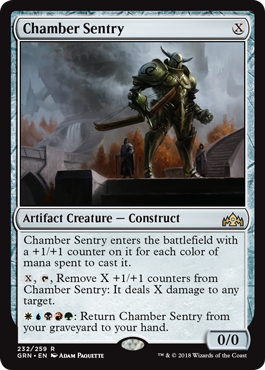 Chamber Sentry X
Artifact Creature — Construct
Chamber Sentry enters the battlefield with
a +1/+1 counter on it for each color of
mana spent to cast it.
X, T, Remove X +1/+1 counters from
Chamber Sentry: It deals X damage to any
target.
: Return Chamber Sentry from
your graveyard to your hand.
0/0
232/259 R
GRN • EN Adam Paquette
™ & © 2018 Wizards of the Coast